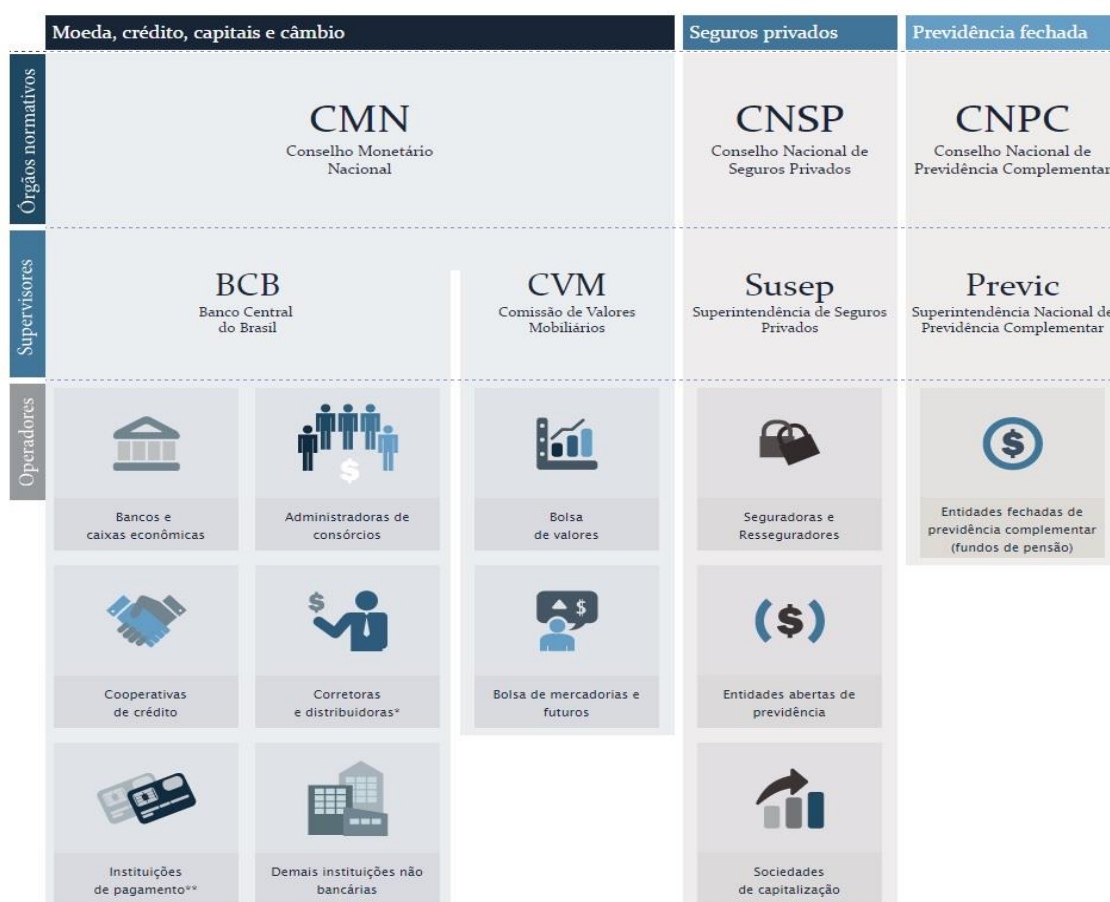 Moeda, crédito, capitais e câmbio
Seguros privados
Previdência fechada
Órgãos normativos
CMN
Conselho Monetário
Nacional
CNSP
Conselho Nacional de
Seguros Privados
CNPC
Conselho Nacional de
Previdência Complementar
Supervisores
BCB
Banco Central
do Brasil
CVM
Comissão de Valores
Mobiliários
Susep
Superintendência de Seguros
Privados
Previc
Superintendência Nacional de
Previdência Complementar
Operadores
Bancos e
caixas econômicas
Administradoras de
consórcios
Bolsa
de valores
Seguradoras e
Resseguradores
Entidades fechadas de
previdência complementar
(fundos de pensão)
Cooperativas
de crédito
Corretoras
e distribuidoras*
Bolsa de mercadorias e
futuros
Entidades abertas de
previdência
Instituições
de pagamento**
Demais instituições não
bancárias
Sociedades
de capitalização